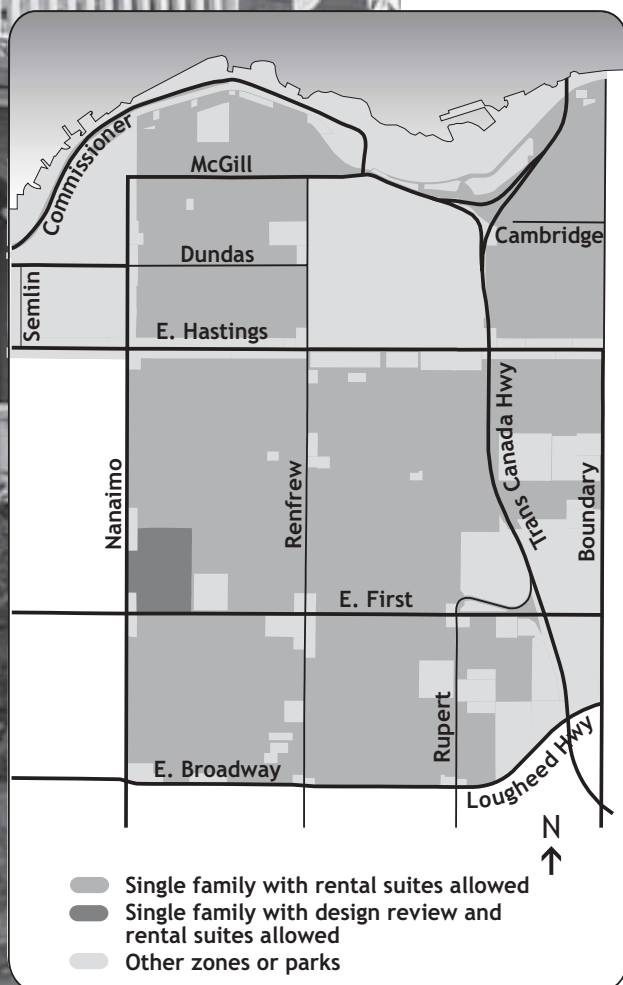 Commissioner
McGill
Cambridge
Dundas
Semlin
E. Hastings
Nanaimo
Renfrew
Trans Canada Hwy
Boundary
E. First
Rupert
E. Broadway
Lougheed Hwy
N
Single family with rental suites allowed
Single family with design review and
rental suites allowed
Other zones or parks